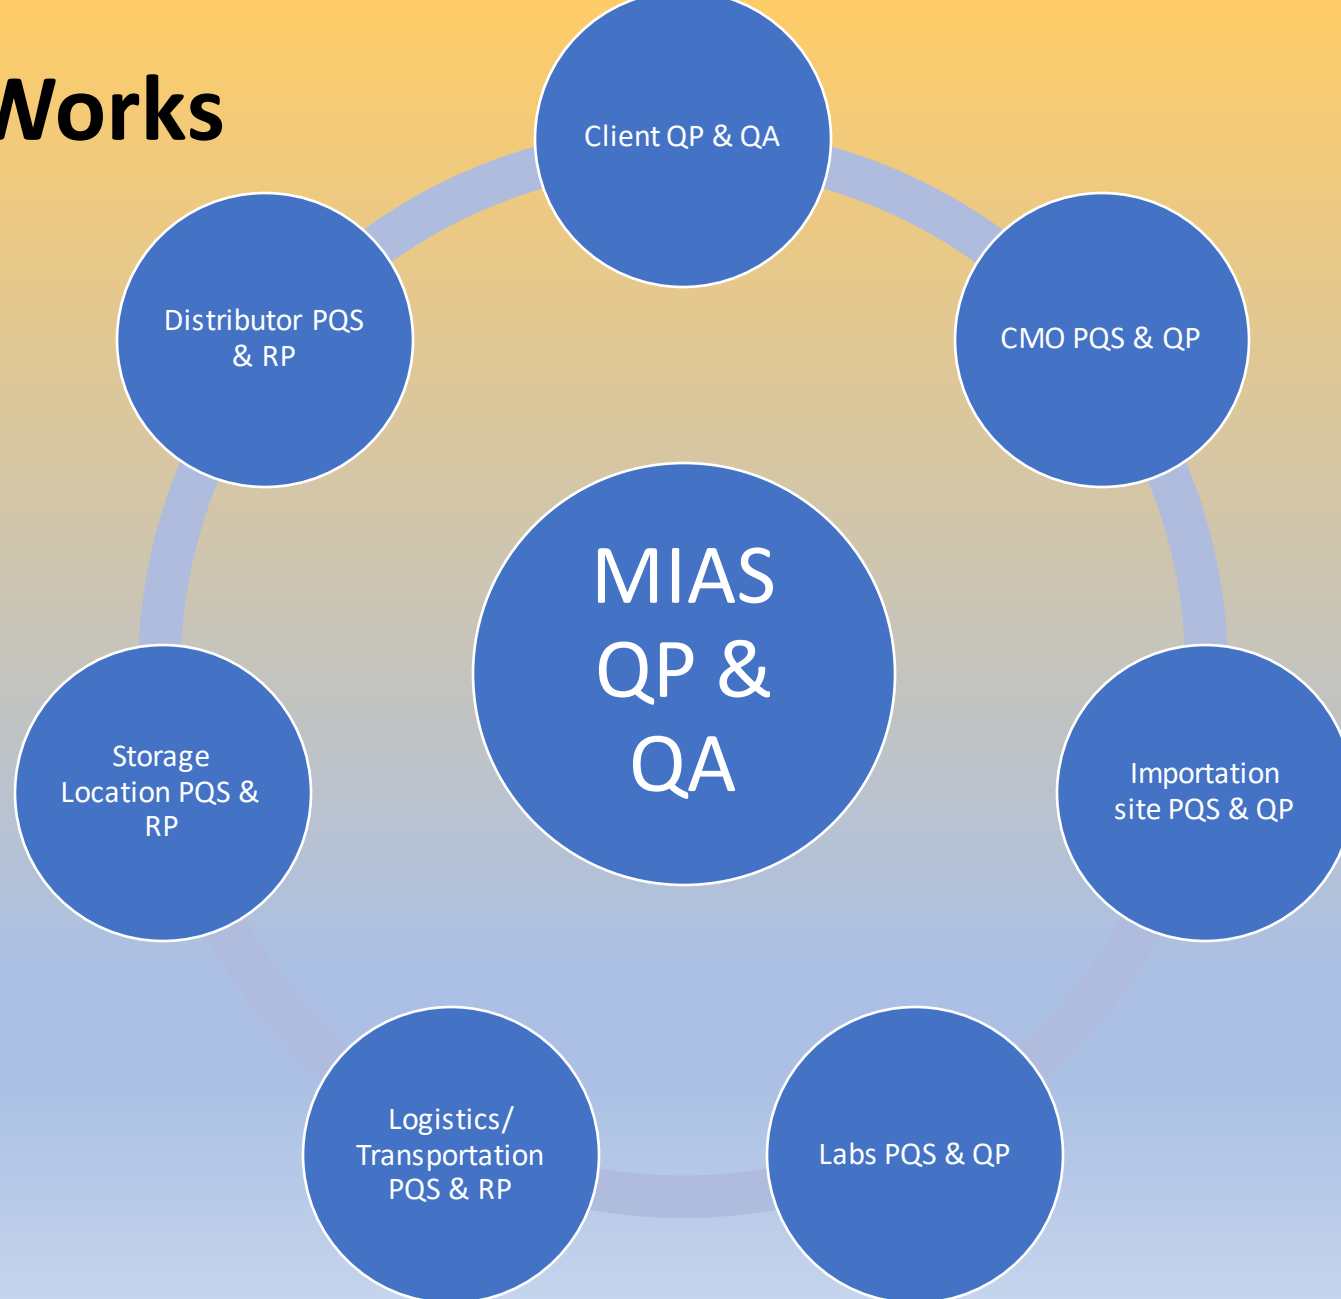 Works
Client QP & QA
Distributor PQS
& RP
CMO PQS & QP
MIAS
QP &
QA
Storage
Location PQS &
RP
Importation
site PQS & QP
Logistics/
Transportation
PQS & RP
Labs PQS & QP